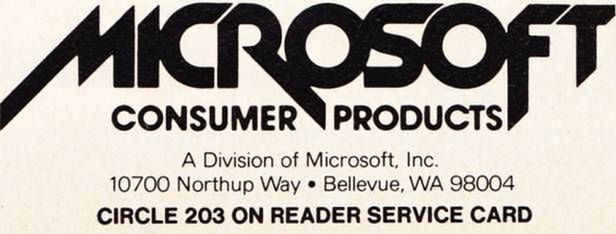 MICROSOFT
CONSUMER PRODUCTS
A Division of Microsoft, Inc.
10700 Northup Way • Bellevue, WA 98004
CIRCLE 203 ON READER SERVICE CARD